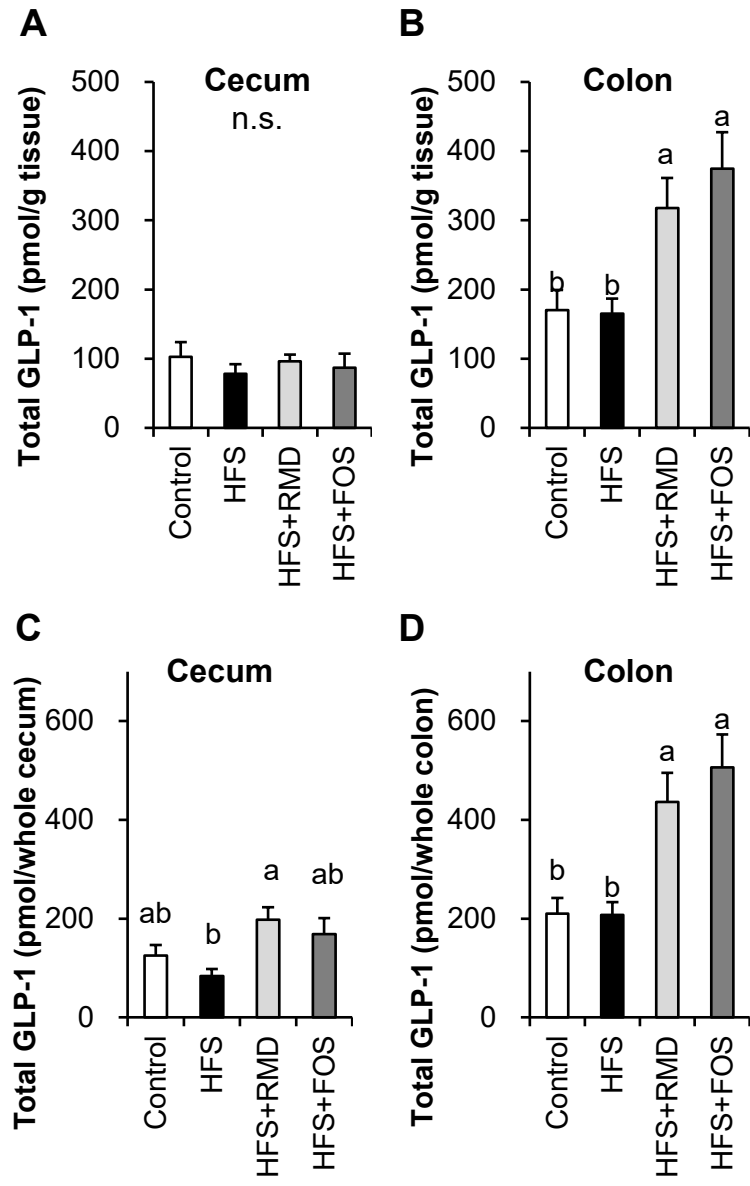 A
Cecum
n.s.
Total GLP-1 (pmol/g tissue)
500
400
300
200
100
0
Control
HFS
HFS+RMD
HFS+FOS
B
Colon
Total GLP-1 (pmol/g tissue)
500
400
300
200
100
0
b
b
a
a
Control
HFS
HFS+RMD
HFS+FOS
C
Cecum
Total GLP-1 (pmol/whole cecum)
600
400
200
0
ab
b
a
ab
Control
HFS
HFS+RMD
HFS+FOS
D
Colon
Total GLP-1 (pmol/whole colon)
600
400
200
0
b
b
a
a
Control
HFS
HFS+RMD
HFS+FOS